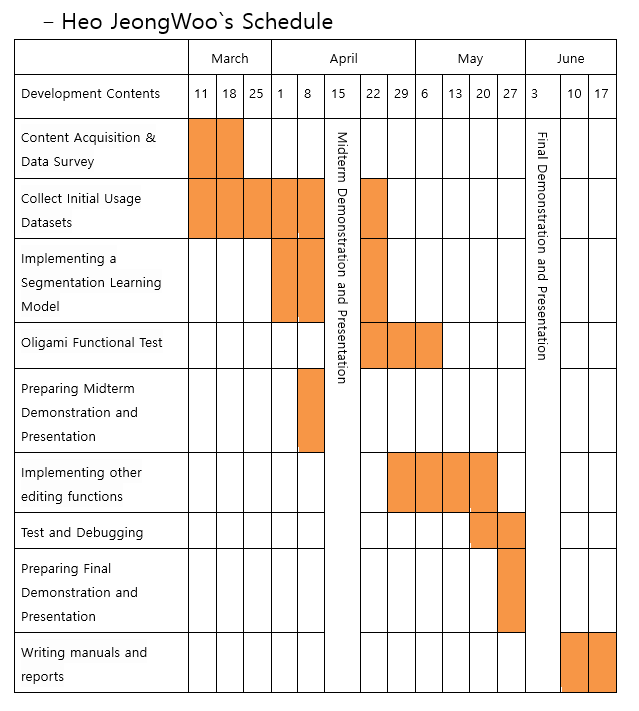 – Heo JeongWoo`s Schedule
March April May June
Development Contents 11 18 25 1 8 15 22 29 6 13 20 27 3 10 17
Content Acquisition &
Data Survey
Collect Initial Usage
Datasets
Implementing a
Segmentation Learning
Model
Oligami Functional Test
Preparing Midterm
Demonstration and
Presentation
Implementing other
editing functions
Test and Debugging
Preparing Final
Demonstration and
Presentation
Writing manuals and
reports
Midterm Demonstration and Presentation
Final Demonstration and Presentation